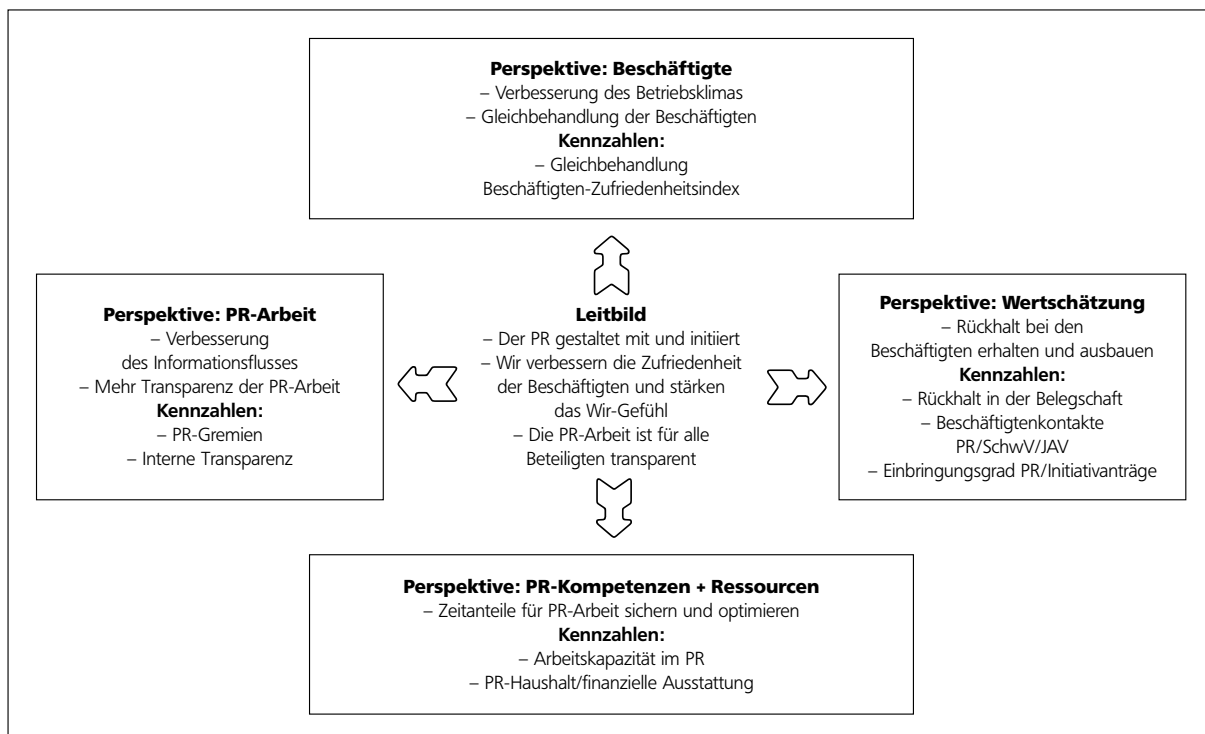 Perspektive: Beschäftigte
– Verbesserung des Betriebsklimas
– Gleichbehandlung der Beschäftigten
Kennzahlen:
– Gleichbehandlung
Beschäftigten-Zufriedenheitsindex
Perspektive: PR-Arbeit
– Verbesserung
des Informationsflusses
– Mehr Transparenz der PR-Arbeit
Kennzahlen:
– PR-Gremien
– Interne Transparenz
Leitbild
– Der PR gestaltet mit und initiiert
– Wir verbessern die Zufriedenheit
der Beschäftigten und stärken
das Wir-Gefühl
– Die PR-Arbeit ist für alle
Beteiligten transparent
Perspektive: Wertschätzung
– Rückhalt bei den
Beschäftigten erhalten und ausbauen
Kennzahlen:
– Rückhalt in der Belegschaft
– Beschäftigtenkontakte
PR/SchwV/JAV
– Einbringungsgrad PR/Initiativanträge
Perspektive: PR-Kompetenzen + Ressourcen
– Zeitanteile für PR-Arbeit sichern und optimieren
Kennzahlen:
– Arbeitskapazität im PR
– PR-Haushalt/finanzielle Ausstattung